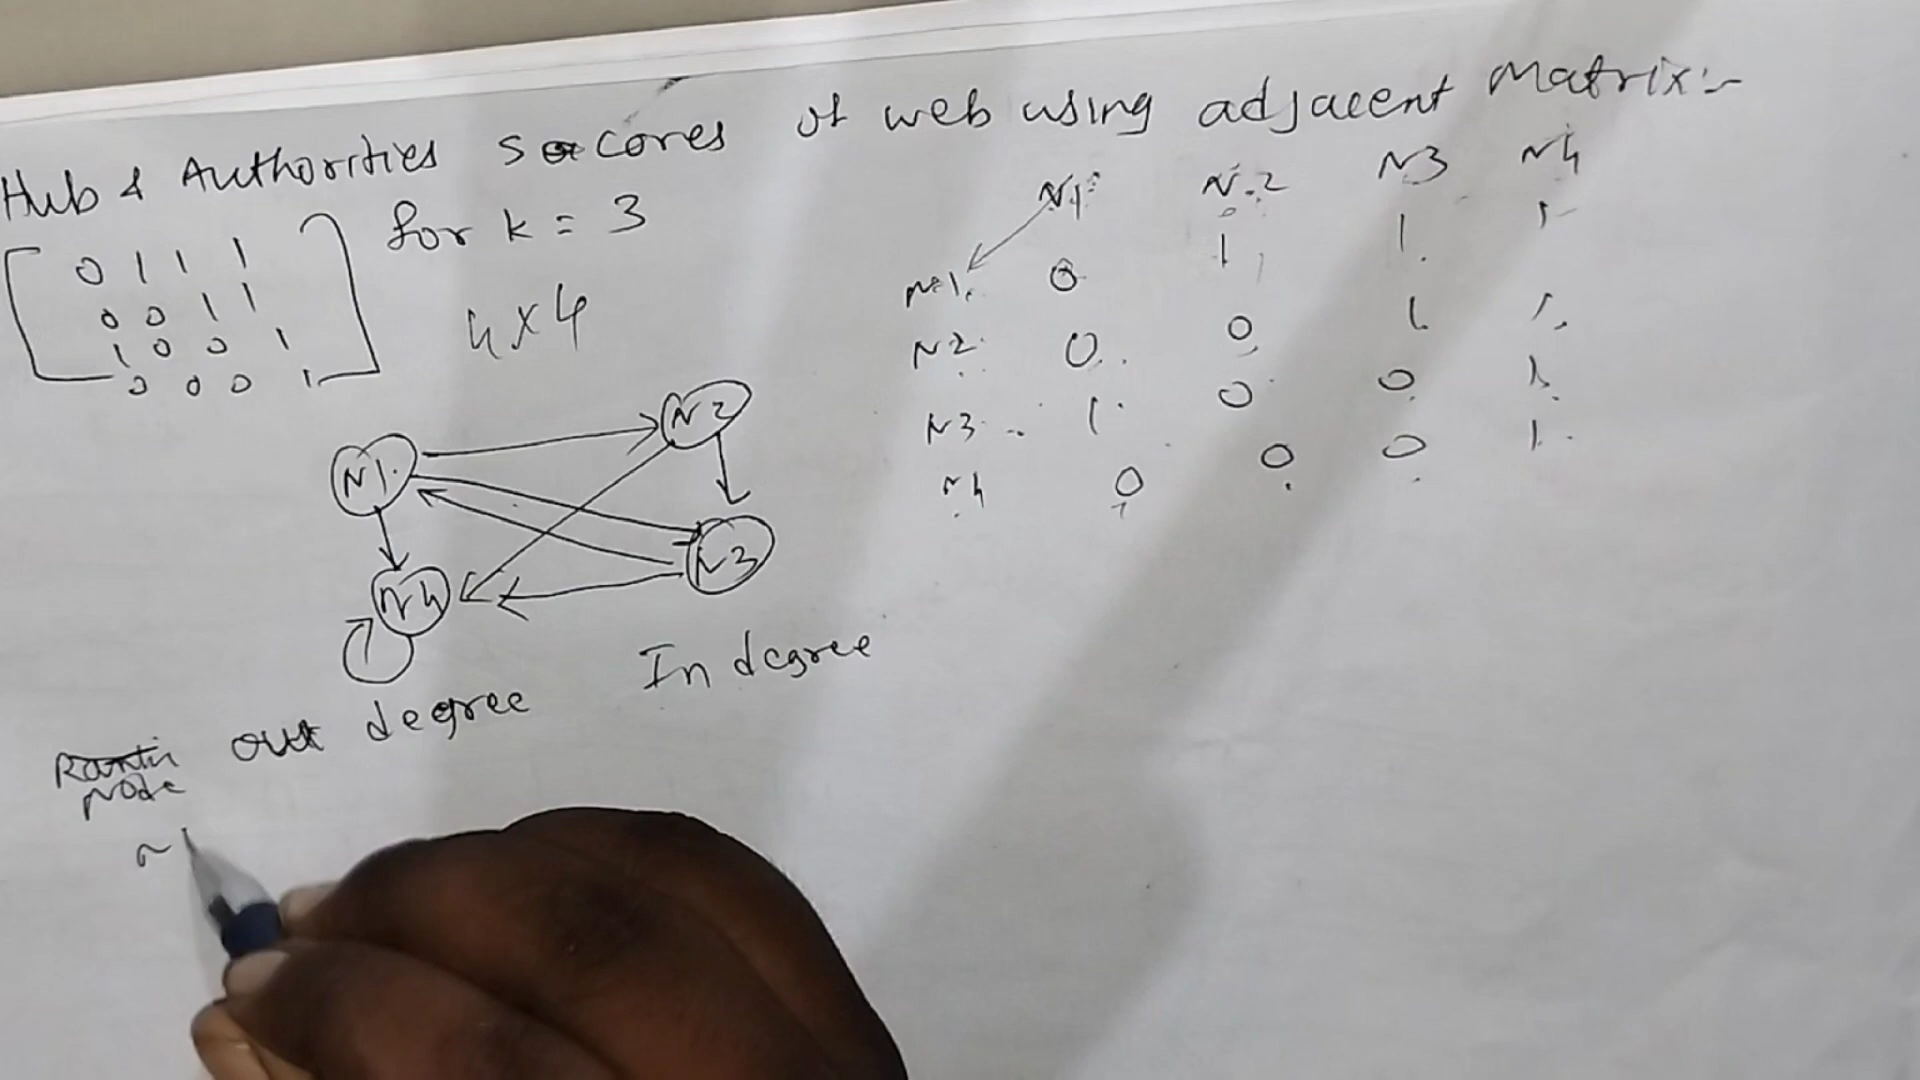 Hub & Authorities scores of web using adjacent Matrix:-
for k = 3
0 1 1 1
0 0 1 1
1 0 0 1
0 0 0 1
4x4
N1 N2 N3 N4
N1 0 1 1 1
N2 0 0 1 1
N3 1 0 0 1
N4 0 0 0 1
N2
N1
N3
N4
Node out degree In degree